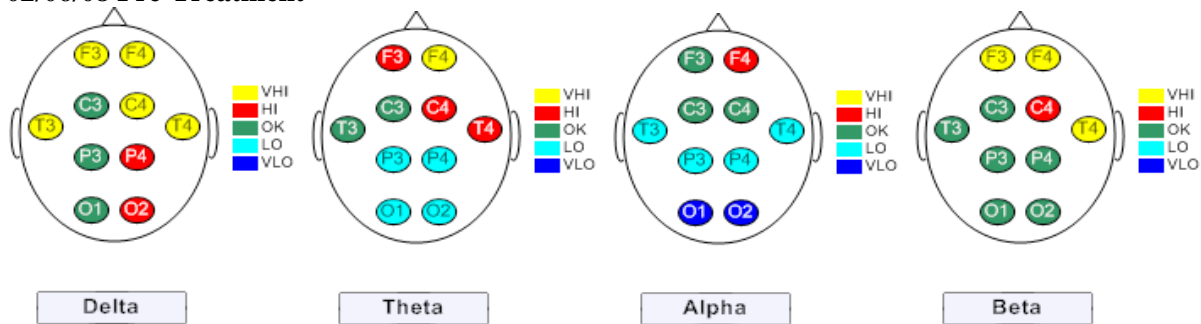 Pre-Treatment
F3 F4
C3 C4
T3 T4
P3 P4
O1 O2
VHI
HI
OK
LO
VLO
Delta
F3 F4
C3 C4
T3 T4
P3 P4
O1 O2
VHI
HI
OK
LO
VLO
Theta
F3 F4
C3 C4
T3 T4
P3 P4
O1 O2
VHI
HI
OK
LO
VLO
Alpha
F3 F4
C3 C4
T3 T4
P3 P4
O1 O2
VHI
HI
OK
LO
VLO
Beta